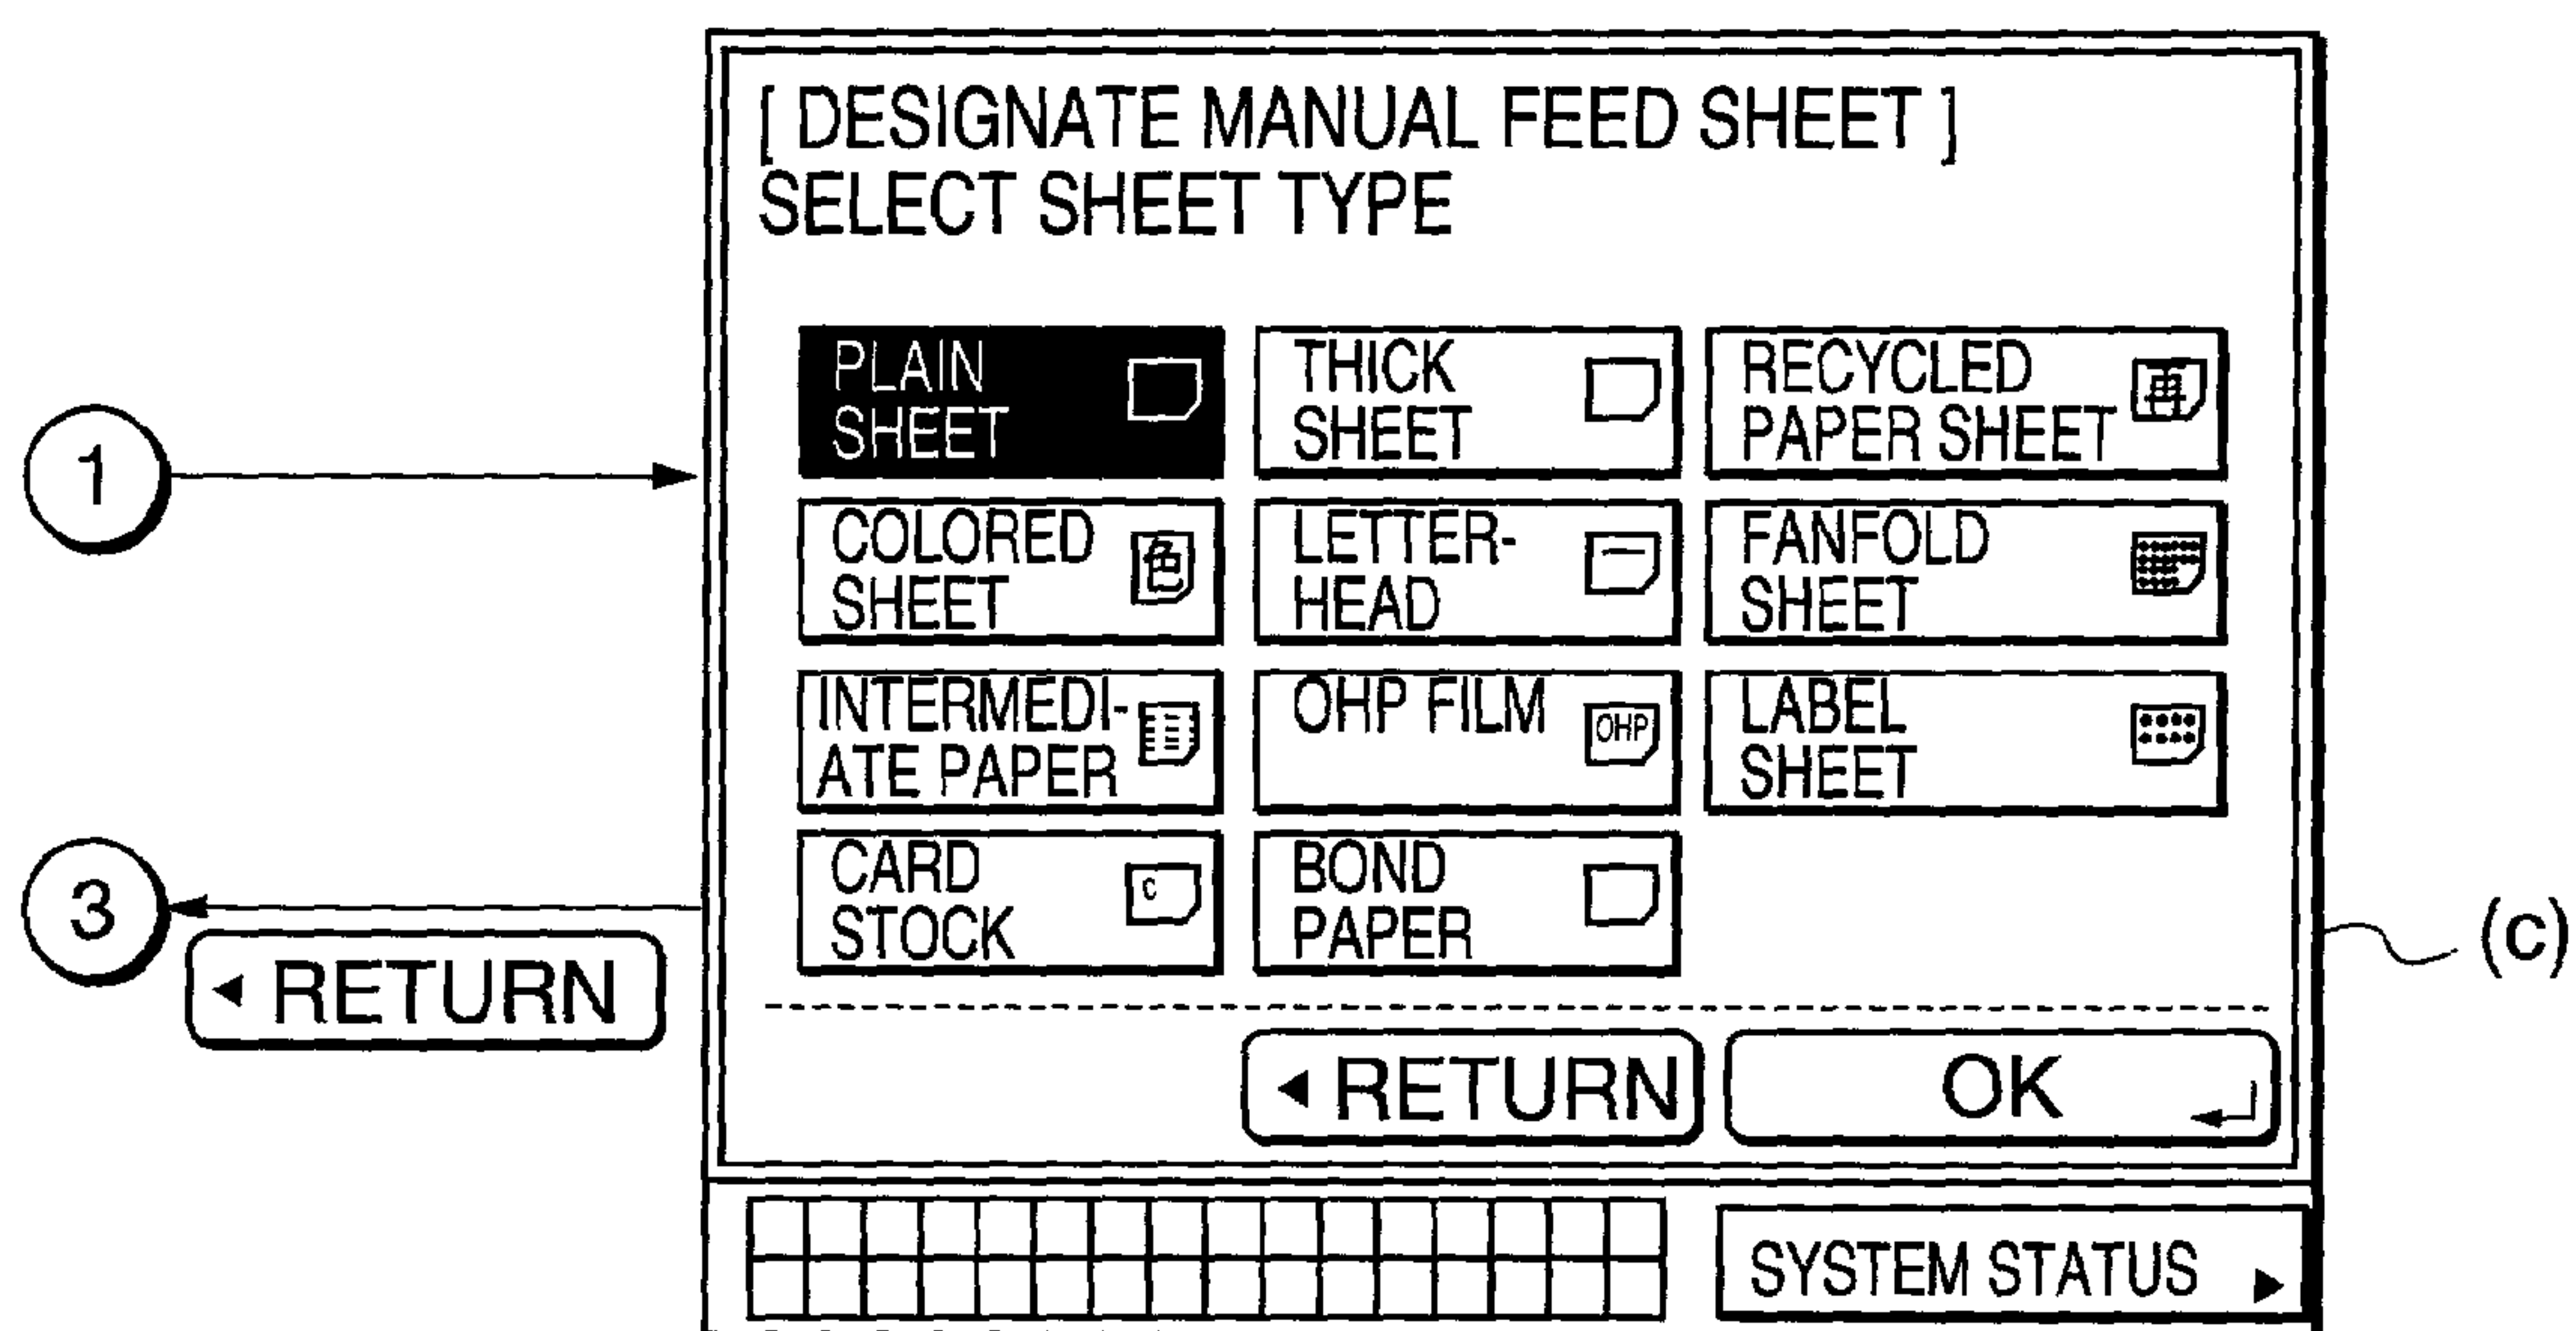 [ DESIGNATE MANUAL FEED SHEET ]
SELECT SHEET TYPE
PLAIN
SHEET
THICK
SHEET
RECYCLED
PAPER SHEET
再
1
COLORED
SHEET
色
LETTER-
HEAD
FANFOLD
SHEET
INTERMEDI-
ATE PAPER
OHP FILM
OHP
LABEL
SHEET
CARD
STOCK
C
BOND
PAPER
3
◀ RETURN
(c)
◀ RETURN
OK
SYSTEM STATUS ▶